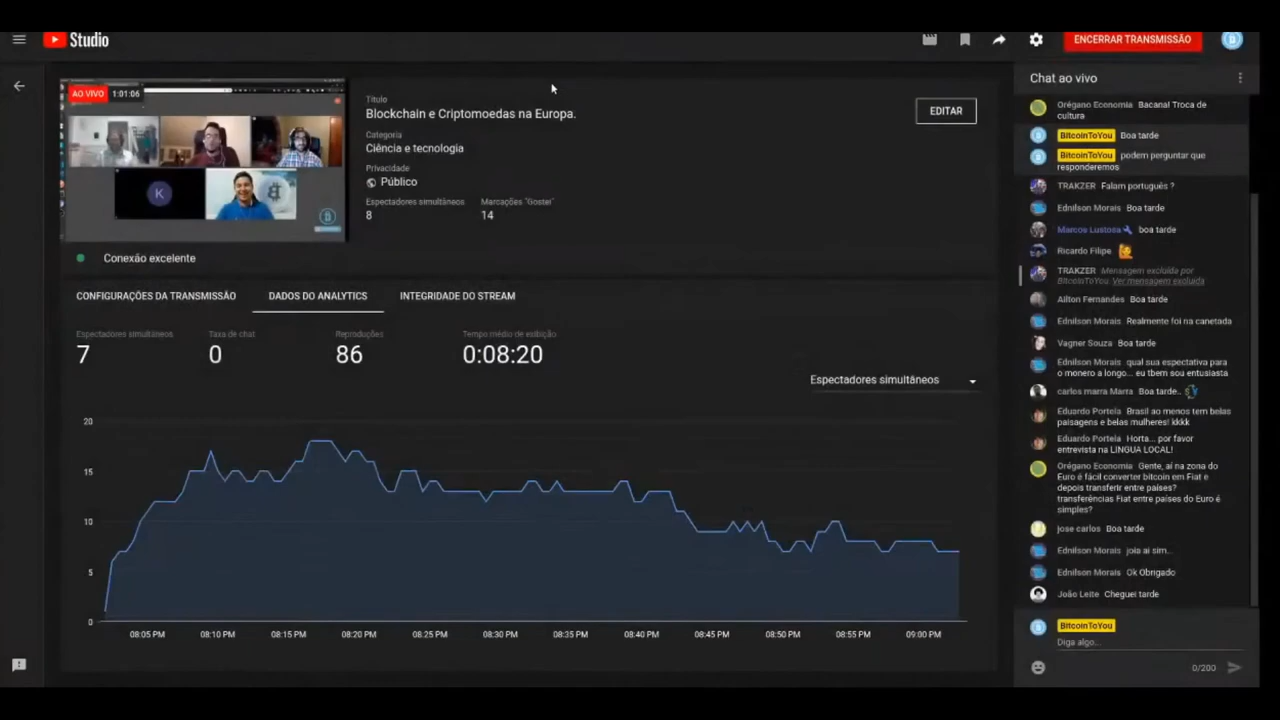 Studio
ENCERRAR TRANSMISSÃO
AO VIVO 1:01:06
K
Título
Blockchain e Criptomoedas na Europa.
EDITAR
Categoria
Ciência e tecnologia
Privacidade
Público
Espectadores simultâneos
Marcações "Gostei"
8
14
Conexão excelente
CONFIGURAÇÕES DA TRANSMISSÃO
DADOS DO ANALYTICS
INTEGRIDADE DO STREAM
Espectadores simultâneos
Taxa de chat
Reproduções
Tempo médio de exibição
7
0
86
0:08:20
Espectadores simultâneos
20
15
10
5
0
08:05 PM
08:10 PM
08:15 PM
08:20 PM
08:25 PM
08:30 PM
08:35 PM
08:40 PM
08:45 PM
08:50 PM
08:55 PM
09:00 PM
Chat ao vivo
Orégano Economia Bacana! Troca de
cultura
BitcoinToYou Boa tarde
BitcoinToYou podem perguntar que
responderemos
TRAKZER Falam português ?
Ednilson Morais Boa tarde
Marcos Lustosa boa tarde
Ricardo Filipe
TRAKZER Mensagem excluída por
BitcoinToYou. Ver mensagem excluída
Ailton Fernandes Boa tarde
Ednilson Morais Realmente foi na canetada
Vagner Souza Boa tarde
Ednilson Morais qual sua espectativa para
o monero a longo... eu tbem sou entusiasta
carlos marra Marra Boa tarde..
Eduardo Portela Brasil ao menos tem belas
paisagens e belas mulheres! kkkk
Eduardo Portela Horta... por favor
entrevista na LINGUA LOCAL!
Orégano Economia Gente, aí na zona do
Euro é fácil converter bitcoin em Fiat e
depois transferir entre países?
transferências Fiat entre países do Euro é
simples?
jose carlos Boa tarde
Ednilson Morais joia ai sim...
Ednilson Morais Ok Obrigado
João Leite Cheguei tarde
BitcoinToYou
Diga algo...
0/200